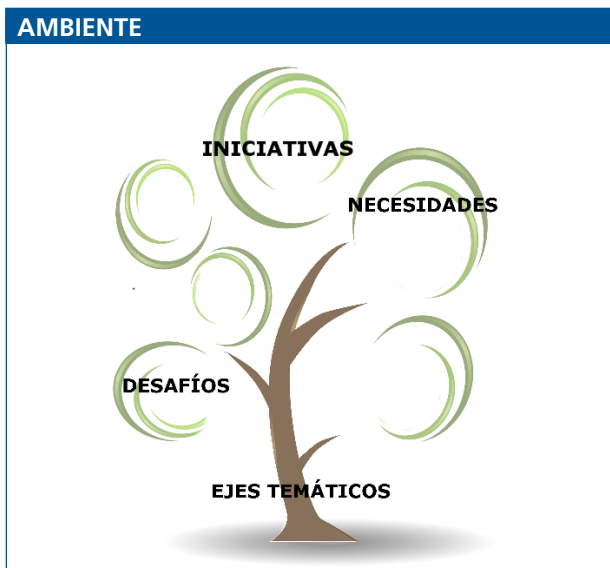 AMBIENTE
INICIATIVAS
NECESIDADES
DESAFÍOS
EJES TEMÁTICOS